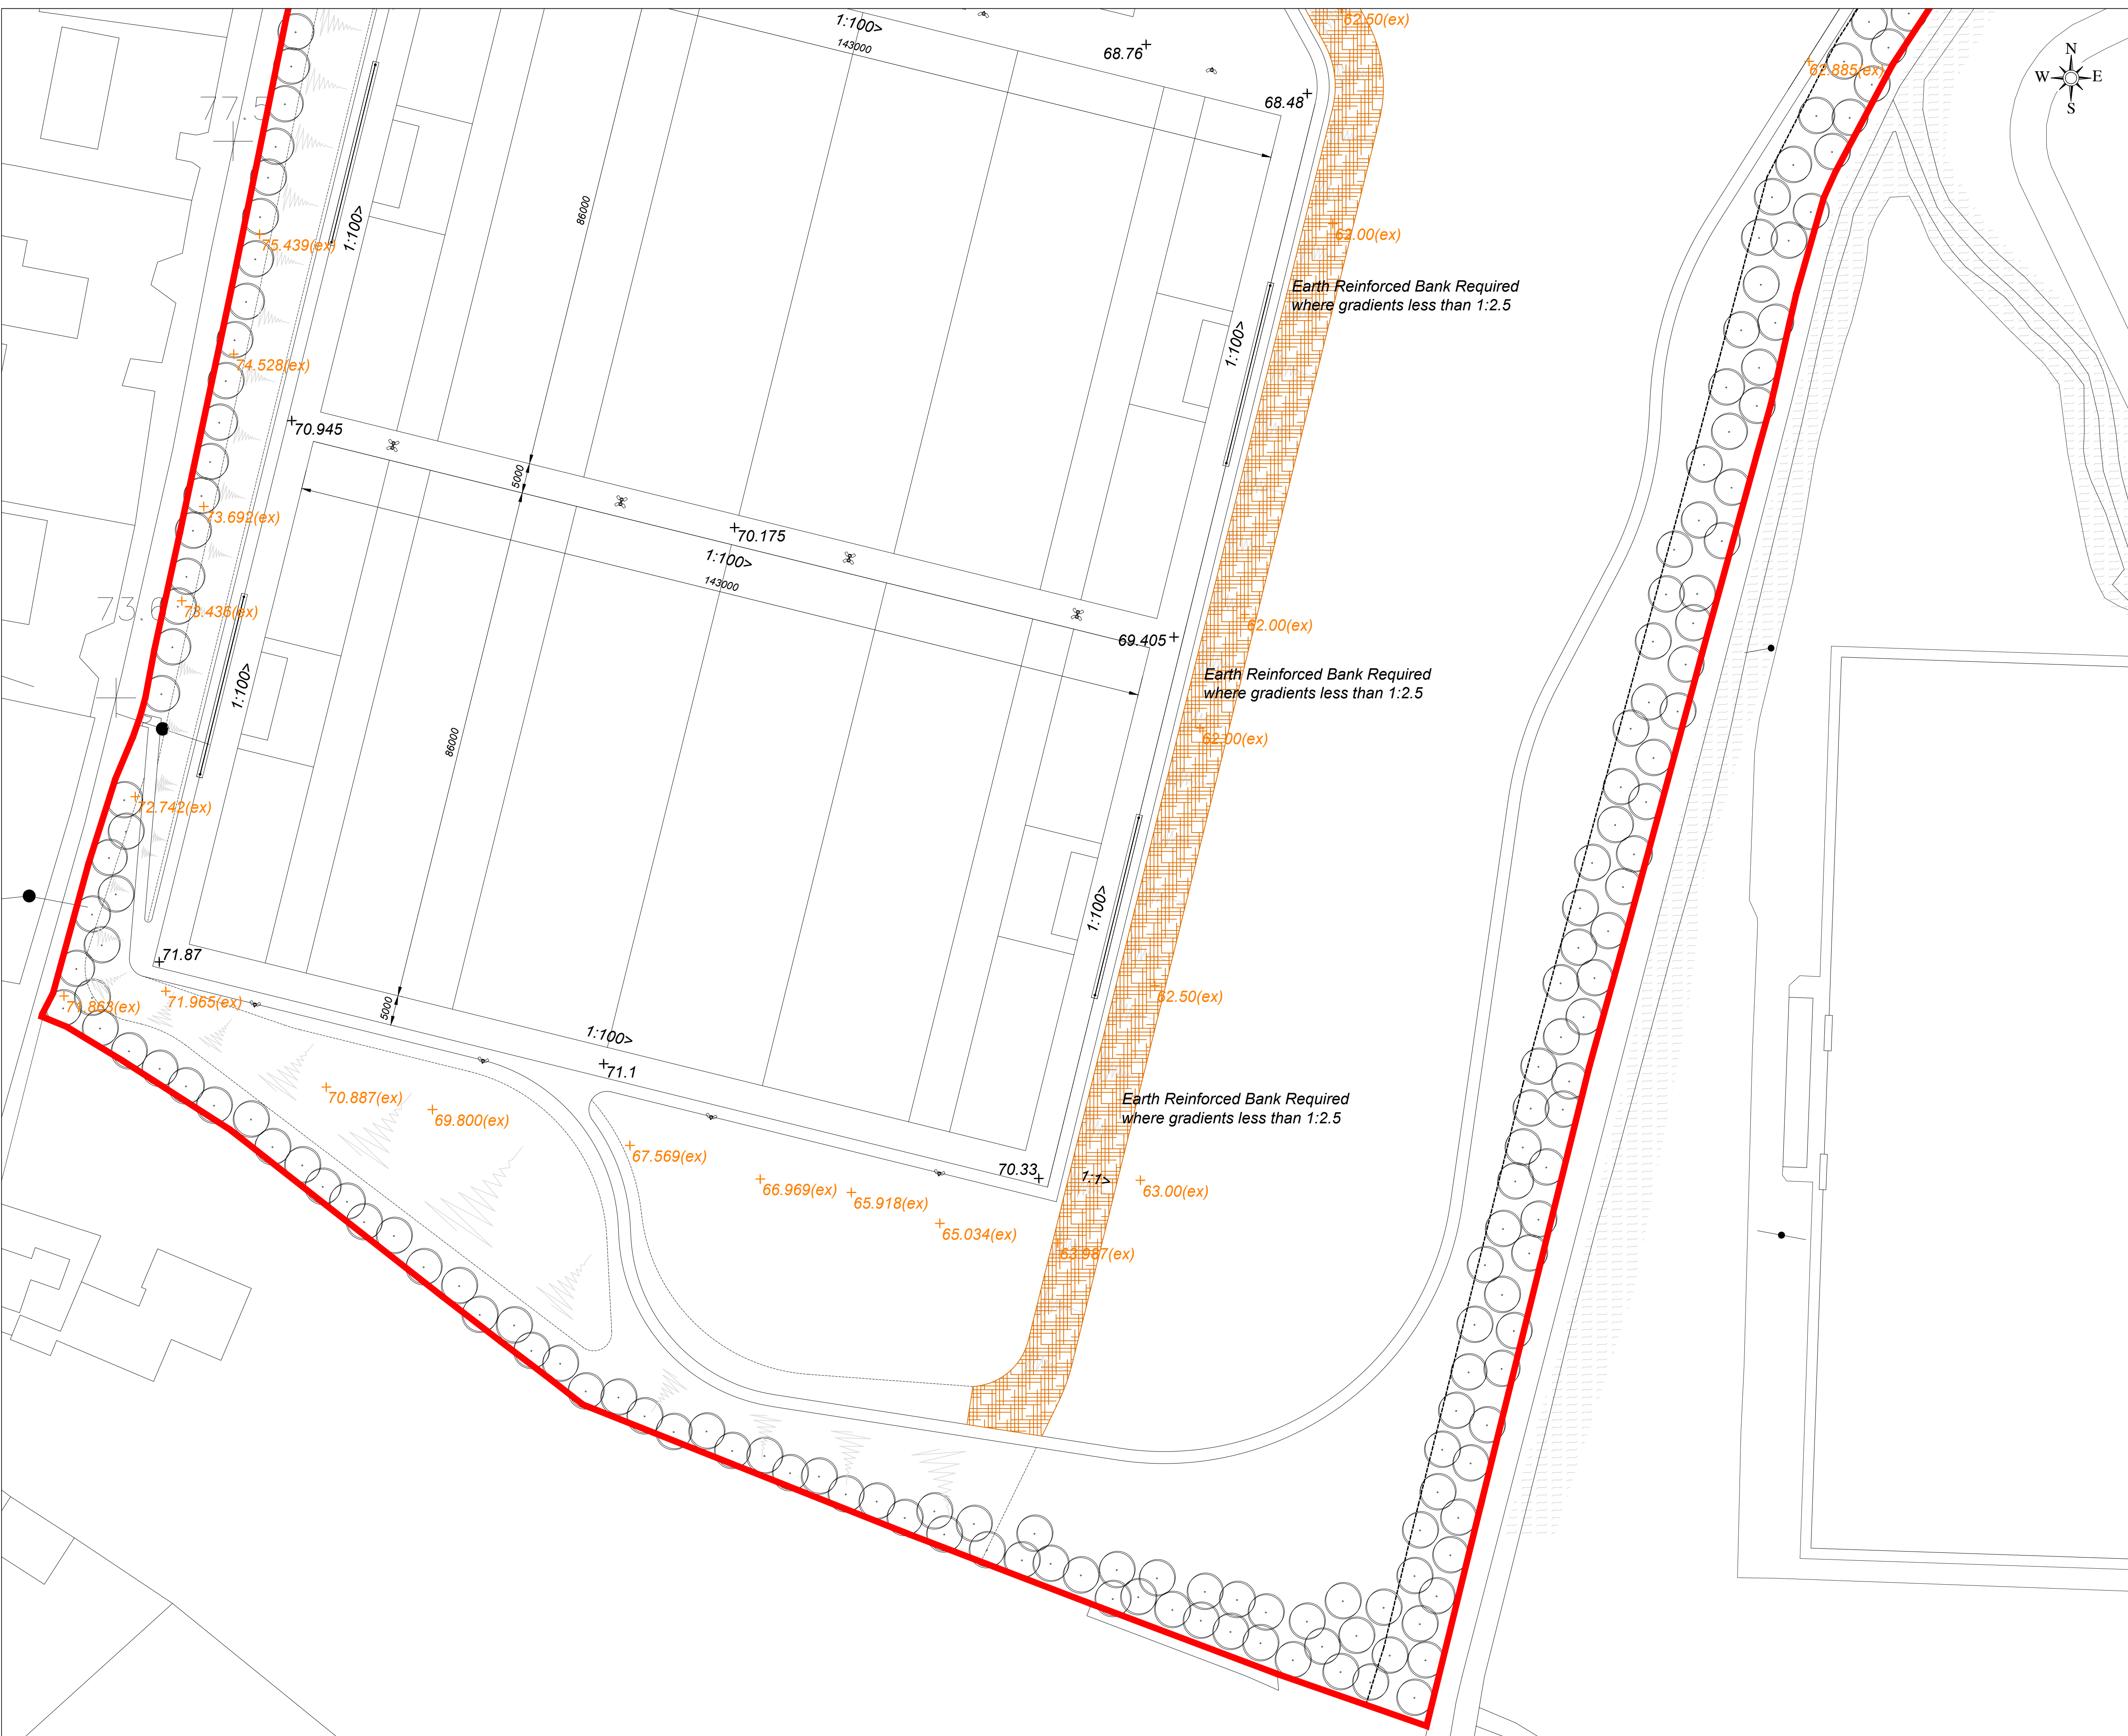 62.50(ex)
1:100>
143000
68.76
62.885(ex)
N
W
E
S
77.5
68.48
86000
1:100>
75.439(ex)
62.00(ex)
Earth Reinforced Bank Required
where gradients less than 1:2.5
1:100>
74.528(ex)
70.945
5000
73.692(ex)
70.175
1:100>
143000
73.436(ex)
62.00(ex)
69.405
1:100>
Earth Reinforced Bank Required
where gradients less than 1:2.5
86000
62.00(ex)
72.742(ex)
1:100>
71.87
71.863(ex)
71.965(ex)
5000
62.50(ex)
1:100>
71.1
70.887(ex)
69.800(ex)
Earth Reinforced Bank Required
where gradients less than 1:2.5
67.569(ex)
70.33
1:1>
66.969(ex)
65.918(ex)
63.00(ex)
65.034(ex)
63.987(ex)